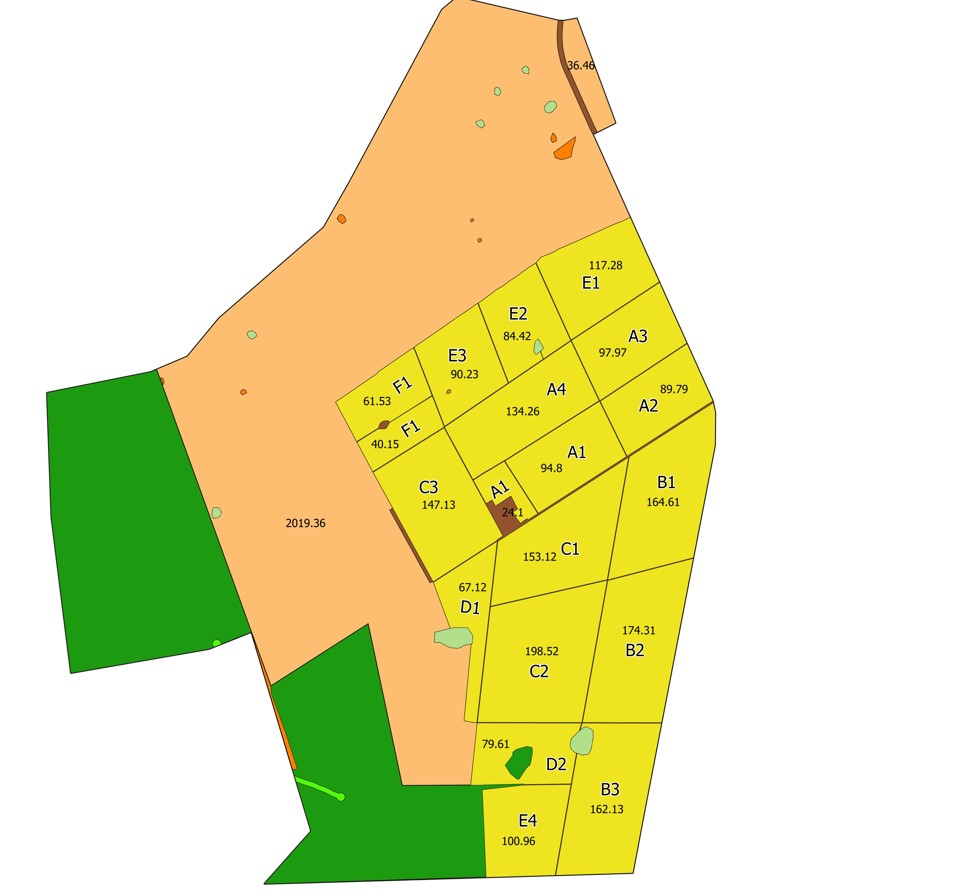 36.46
117.28
E1
E2
84.42
A3
97.97
E3
90.23
F1
61.53
A4
134.26
89.79
A2
F1
40.15
A1
94.8
C3
147.13
A1
24.1
B1
164.61
2019.36
C1
153.12
67.12
D1
174.31
B2
198.52
C2
79.61
D2
B3
162.13
E4
100.96